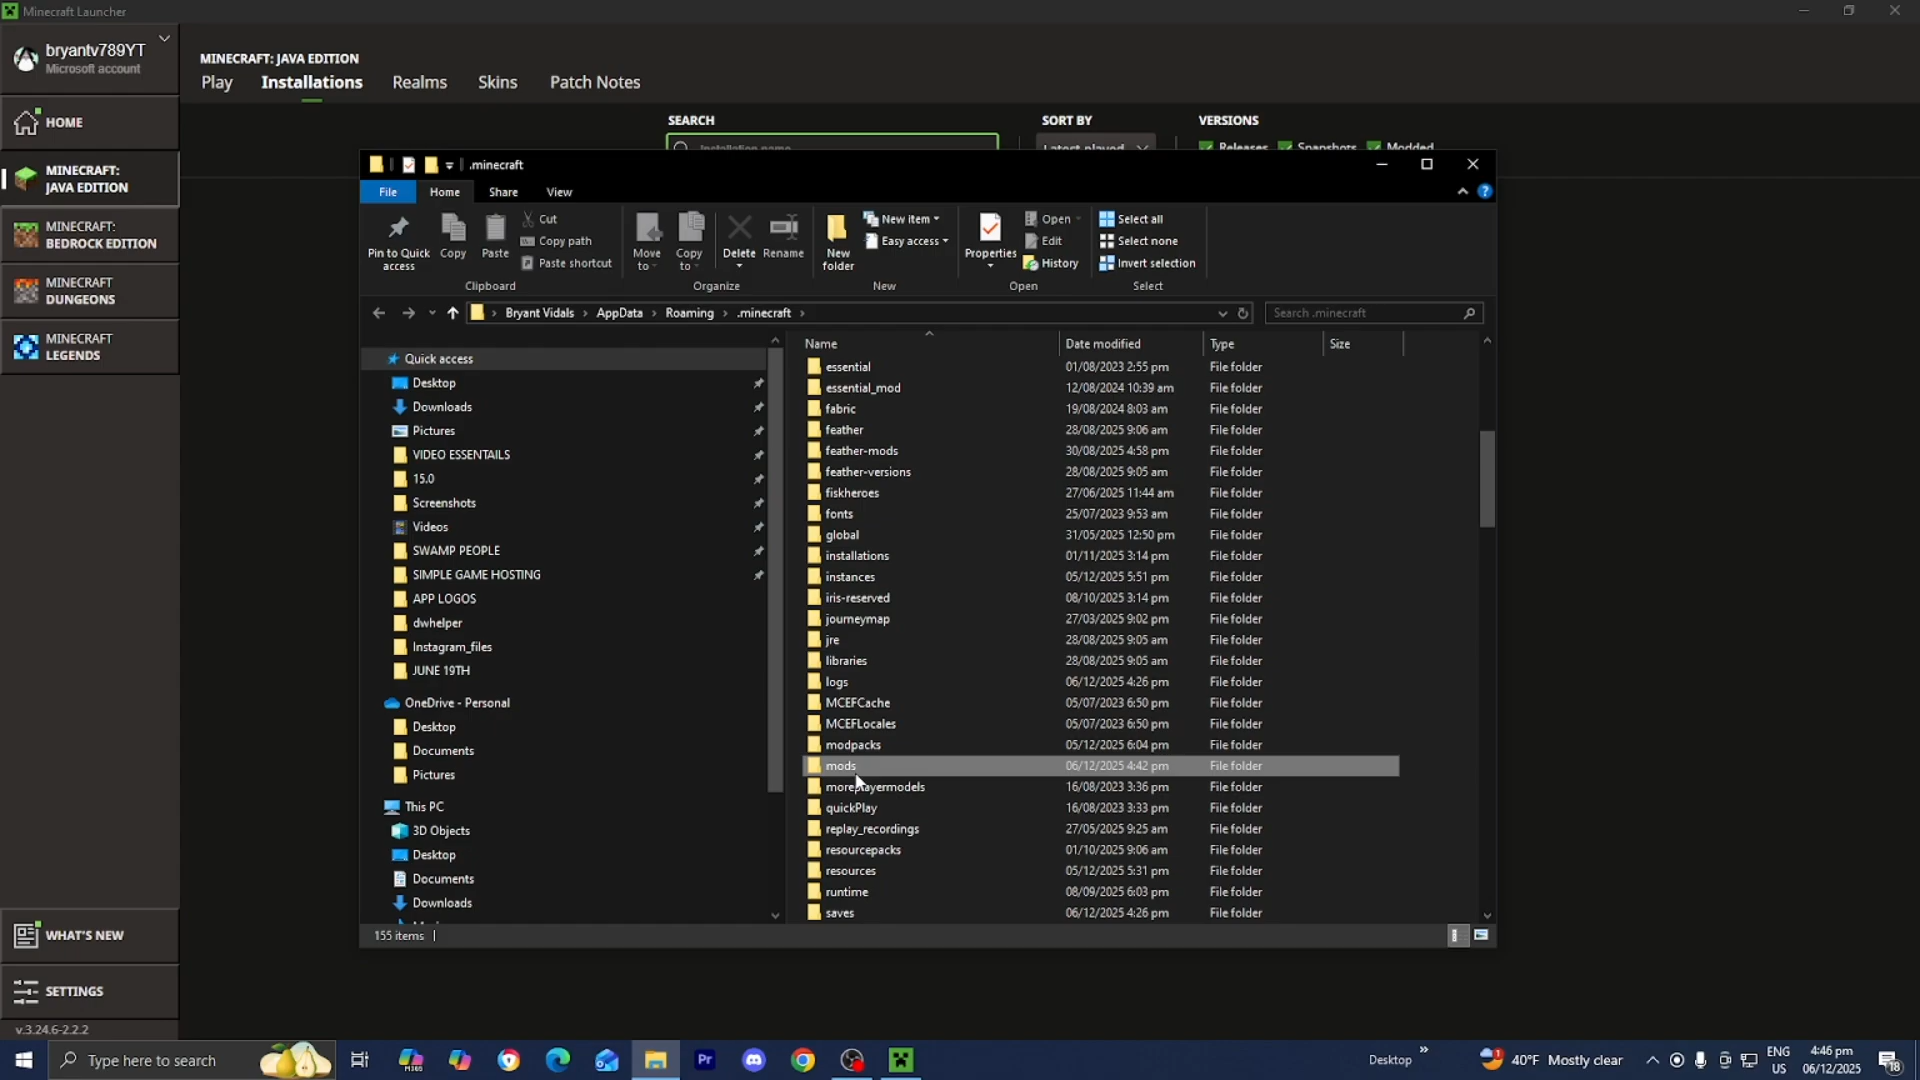 Minecraft Launcher
bryantv789YT
Microsoft account
HOME
MINECRAFT:
JAVA EDITION
MINECRAFT:
BEDROCK EDITION
MINECRAFT
DUNGEONS
MINECRAFT
LEGENDS
WHAT'S NEW
SETTINGS
v.3.24.6-2.2.2
MINECRAFT: JAVA EDITION
Play Installations Realms Skins Patch Notes
SEARCH SORT BY VERSIONS
Installation name Latest played Releases Snapshots Modded
.minecraft
File Home Share View
Pin to Quick access
Copy
Paste
Cut
Copy path
Paste shortcut
Clipboard
Move to
Copy to
Delete
Rename
Organize
New folder
New item
Easy access
New
Properties
Open
Edit
History
Open
Select all
Select none
Invert selection
Select
Bryant Vidals > AppData > Roaming > .minecraft >
Search .minecraft
Quick access
Desktop
Downloads
Pictures
VIDEO ESSENTAILS
15.0
Screenshots
Videos
SWAMP PEOPLE
SIMPLE GAME HOSTING
APP LOGOS
dwhelper
Instagram_files
JUNE 19TH
OneDrive - Personal
Desktop
Documents
Pictures
This PC
3D Objects
Desktop
Documents
Downloads
Name Date modified Type Size
essential 01/08/2023 2:55 pm File folder
essential_mod 12/08/2024 10:39 am File folder
fabric 19/08/2024 8:03 am File folder
feather 28/08/2025 9:06 am File folder
feather-mods 30/08/2025 4:58 pm File folder
feather-versions 28/08/2025 9:05 am File folder
fiskheroes 27/06/2025 11:44 am File folder
fonts 25/07/2023 9:53 am File folder
global 31/05/2025 12:50 pm File folder
installations 01/11/2025 3:14 pm File folder
instances 05/12/2025 5:51 pm File folder
iris-reserved 08/10/2025 3:14 pm File folder
journeymap 27/03/2025 9:02 pm File folder
jre 28/08/2025 9:05 am File folder
libraries 28/08/2025 9:05 am File folder
logs 06/12/2025 4:26 pm File folder
MCEFCache 05/07/2023 6:50 pm File folder
MCEFLocales 05/07/2023 6:50 pm File folder
modpacks 05/12/2025 6:04 pm File folder
mods 06/12/2025 4:42 pm File folder
moreplayermodels 16/08/2023 3:36 pm File folder
quickPlay 16/08/2023 3:33 pm File folder
replay_recordings 27/05/2025 9:25 am File folder
resourcepacks 01/10/2025 9:06 am File folder
resources 05/12/2025 5:31 pm File folder
runtime 08/09/2025 6:03 pm File folder
saves 06/12/2025 4:26 pm File folder
155 items
Type here to search
M365
Pr
Desktop
40°F Mostly clear
ENG
US
4:46 pm
06/12/2025
18